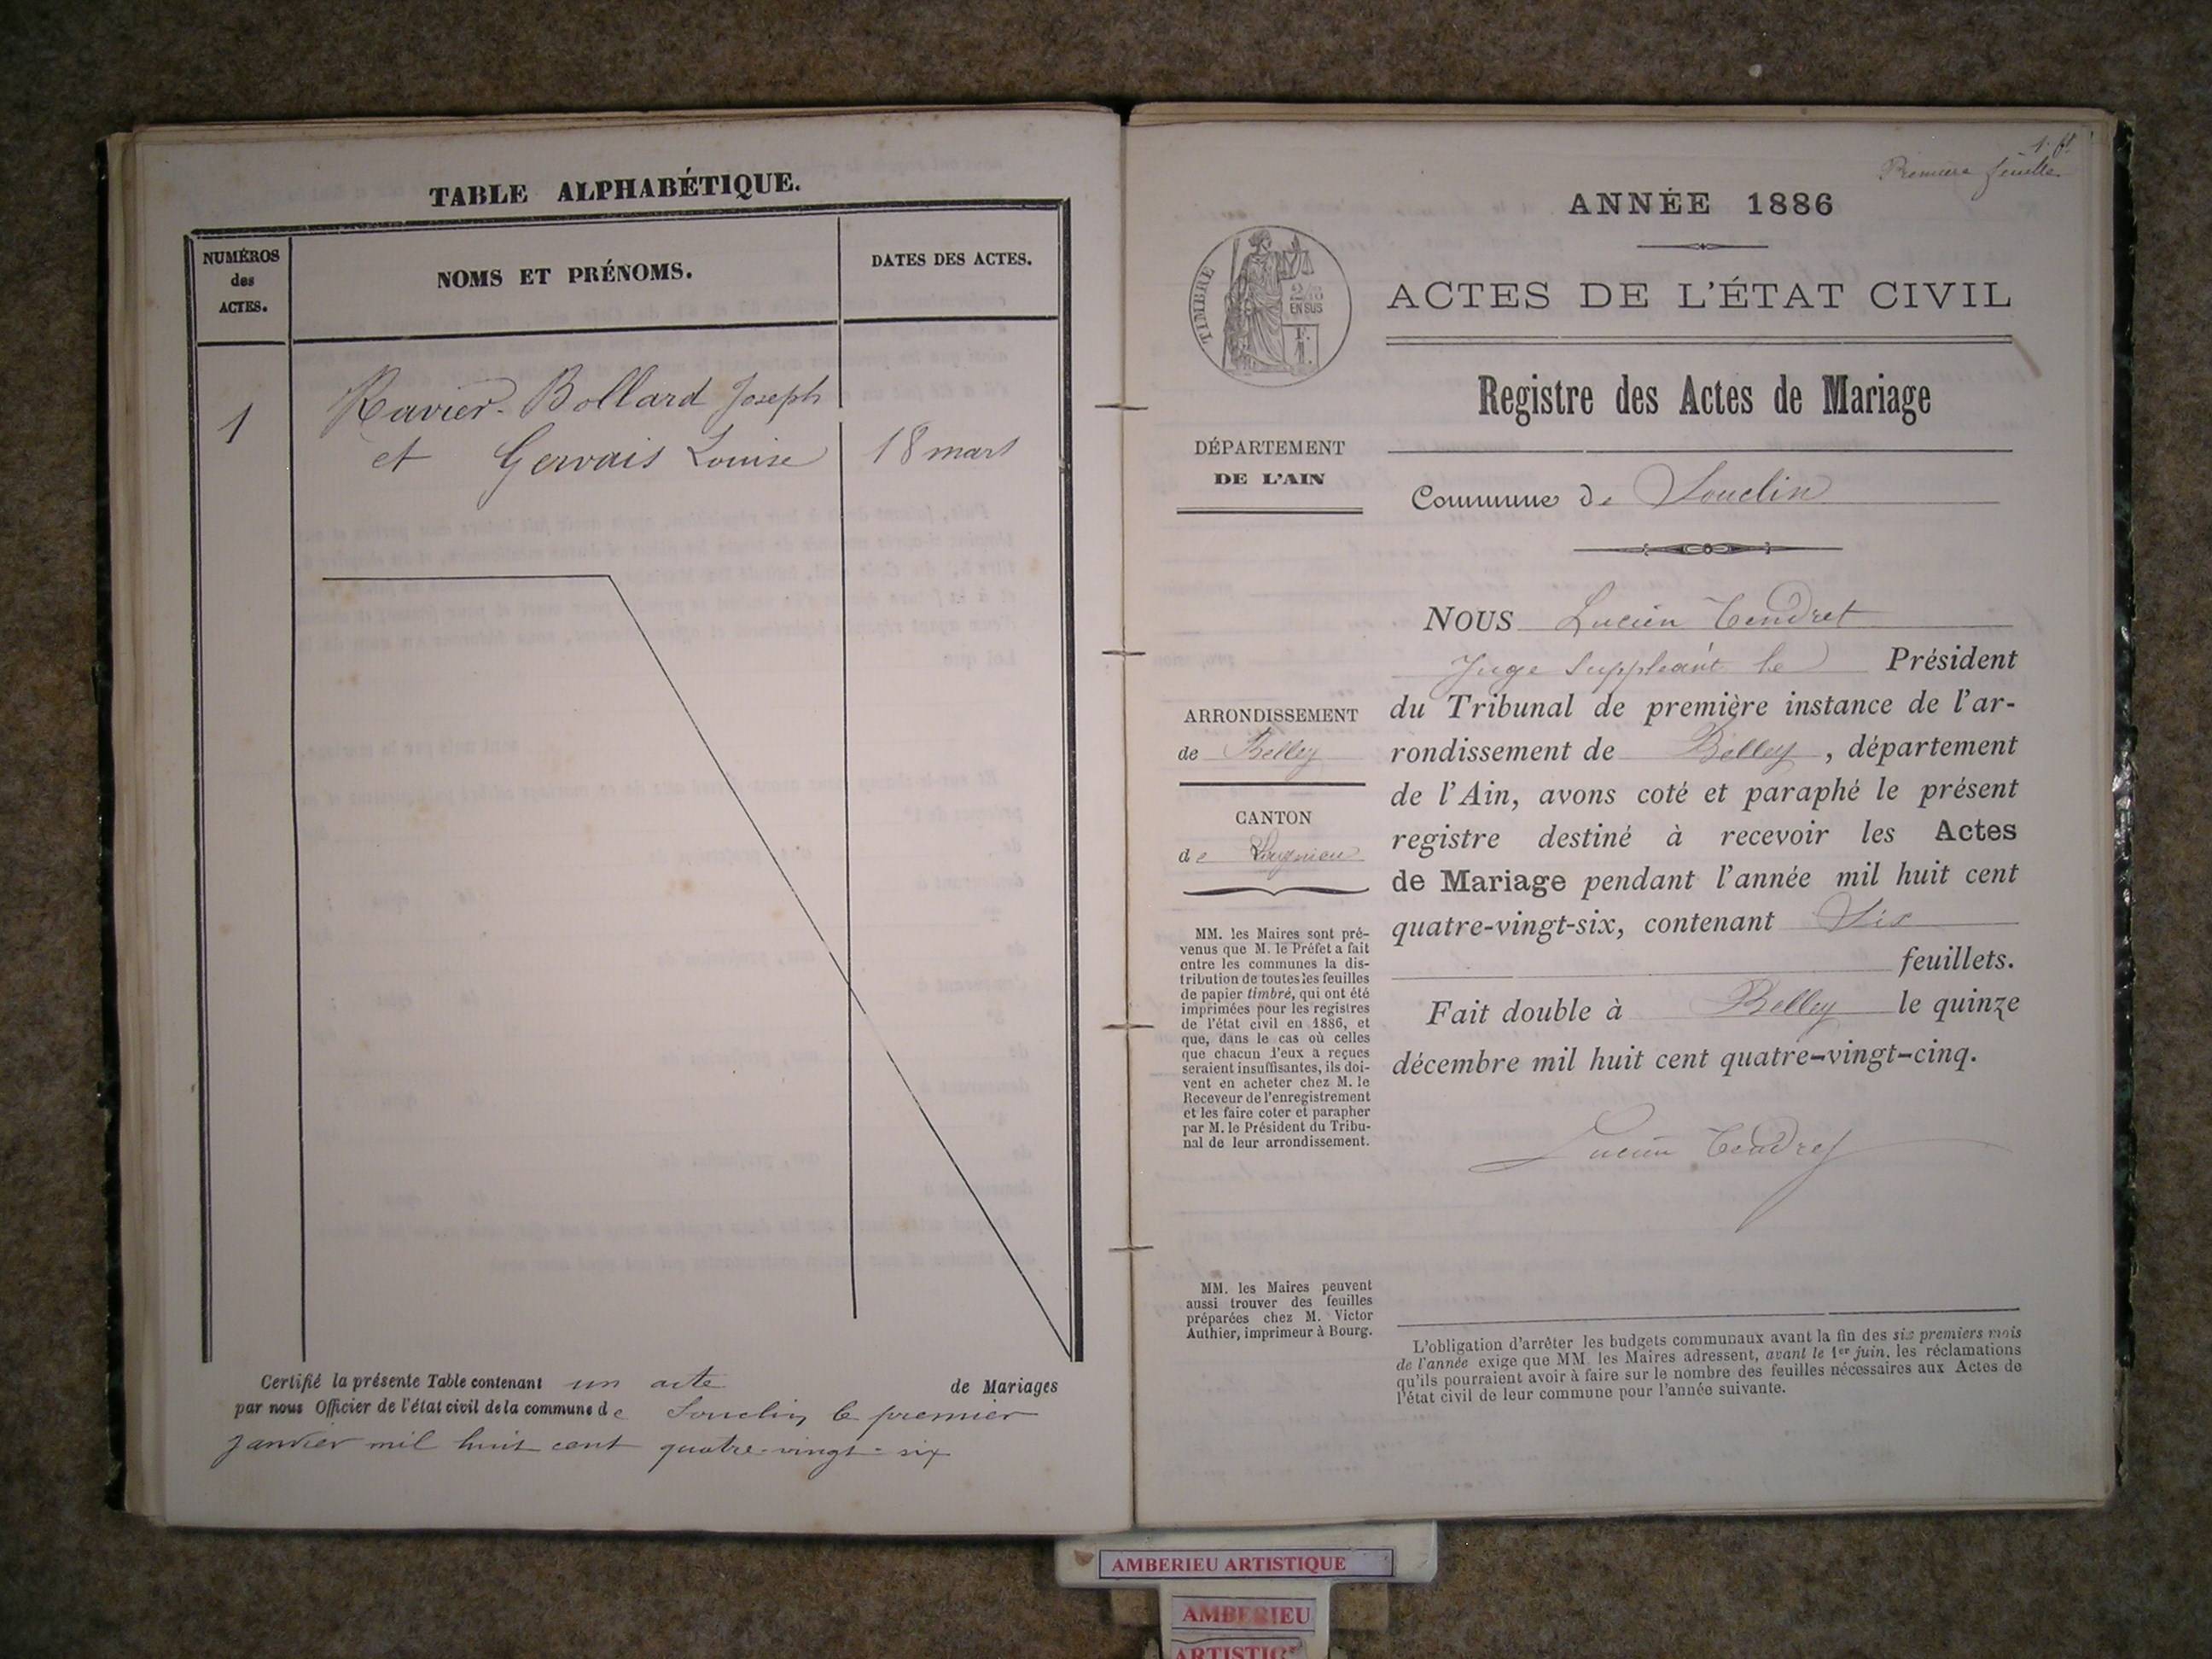 TABLE ALPHABÉTIQUE.
NUMÉROS
des
ACTES.
NOMS ET PRÉNOMS.
DATES DES ACTES.
1
Ravier-Bollard Joseph
et Gervais Louise
18 mars
Certifié la présente Table contenant un acte de Mariages
par nous Officier de l'état civil de la commune de Souclin le premier
janvier mil huit cent quatre-vingt-six
Première feuille
ANNÉE 1886
TIMBRE
2/10
EN SUS
ACTES DE L'ÉTAT CIVIL
Registre des Actes de Mariage
DÉPARTEMENT
DE L'AIN
Commune de Souclin
ARRONDISSEMENT
de Belley
CANTON
de Lagnieu
MM. les Maires sont pré-
venus que M. le Préfet a fait
entre les communes la dis-
tribution de toutes les feuilles
de papier timbré, qui ont été
imprimées pour les registres
de l'état civil en 1886, et
que, dans le cas où celles
que chacun d'eux a reçues
seraient insuffisantes, ils doi-
vent en acheter chez M. le
Receveur de l'enregistrement
et les faire coter et parapher
par M. le Président du Tribu-
nal de leur arrondissement.
MM. les Maires peuvent
aussi trouver des feuilles
préparées chez M. Victor
Authier, imprimeur à Bourg.
NOUS Lucien Tendret
Juge Suppléant le Président
du Tribunal de première instance de l'ar-
rondissement de Belley, département
de l'Ain, avons coté et paraphé le présent
registre destiné à recevoir les Actes
de Mariage pendant l'année mil huit cent
quatre-vingt-six, contenant Six
feuillets.
Fait double à Belley le quinze
décembre mil huit cent quatre-vingt-cinq.
Lucien Tendret
L'obligation d'arrêter les budgets communaux avant la fin des six premiers mois
de l'année exige que MM. les Maires adressent, avant le 1er juin, les réclamations
qu'ils pourraient avoir à faire sur le nombre des feuilles nécessaires aux Actes de
l'état civil de leur commune pour l'année suivante.
AMBERIEU ARTISTIQUE
AMBERIEU